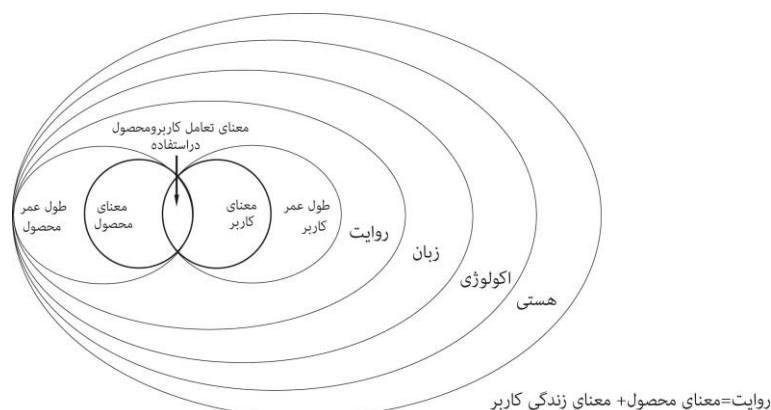 معنای تعامل کاربرومحصول
دراستفاده
طول عمر
محصول
معنای
محصول
معنای
کاربر
طول عمر
کاربر
روایت
زبان
اکولوژی
هستی
روایت=معنای محصول+ معنای زندگی کاربر